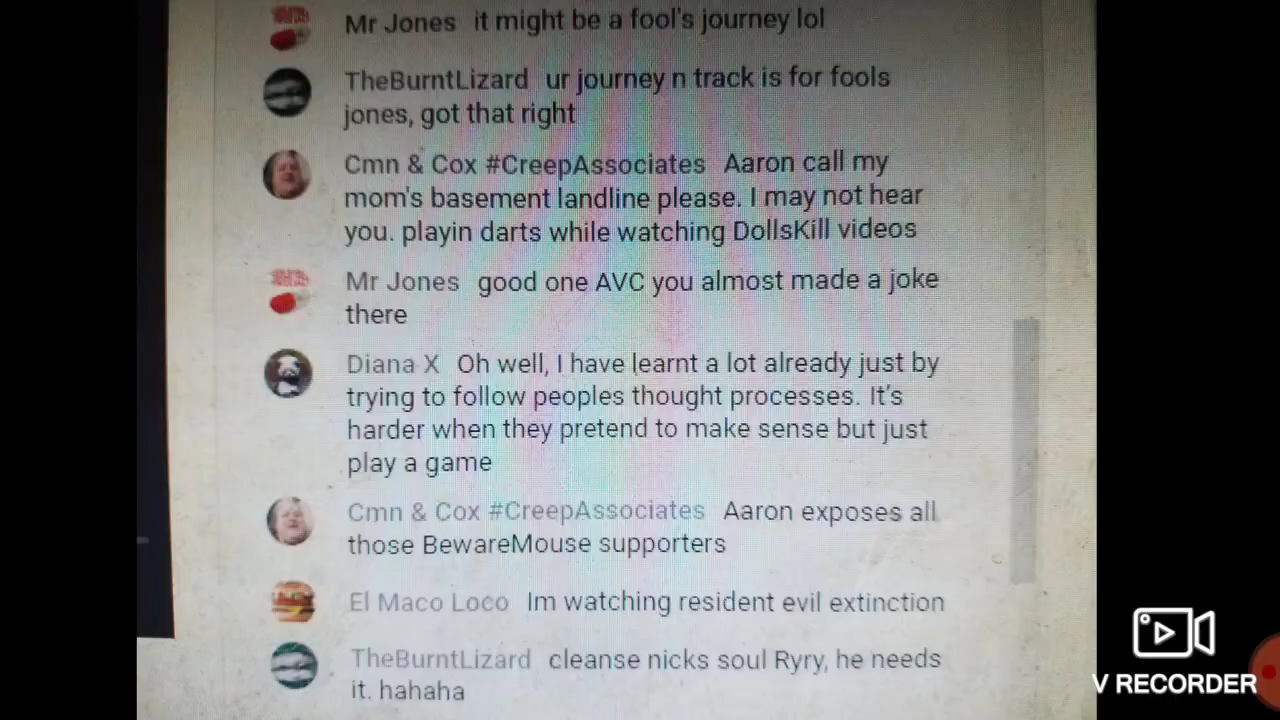 Mr Jones it might be a fool's journey lol
TheBurntLizard ur journey n track is for fools
jones, got that right
Cmn & Cox #CreepAssociates Aaron call my
mom's basement landline please. I may not hear
you. playin darts while watching DollsKill videos
Mr Jones good one AVC you almost made a joke
there
Diana X Oh well, I have learnt a lot already just by
trying to follow peoples thought processes. It's
harder when they pretend to make sense but just
play a game
Cmn & Cox #CreepAssociates Aaron exposes all
those BewareMouse supporters
El Maco Loco Im watching resident evil extinction
TheBurntLizard cleanse nicks soul Ryry, he needs
it. hahaha
V RECORDER